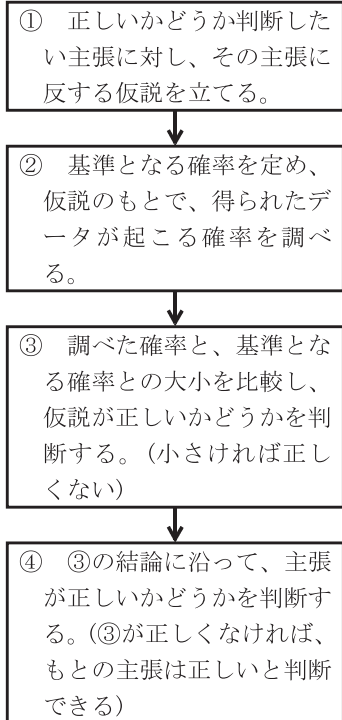 ① 正しいかどうか判断した
い主張に対し、その主張に
反する仮説を立てる。
② 基準となる確率を定め、
仮説のもとで、得られたデ
ータが起こる確率を調べ
る。
③ 調べた確率と、基準とな
る確率との大小を比較し、
仮説が正しいかどうかを判
断する。(小さければ正し
くない)
④ ③の結論に沿って、主張
が正しいかどうかを判断す
る。(③が正しくなければ、
もとの主張は正しいと判断
できる)